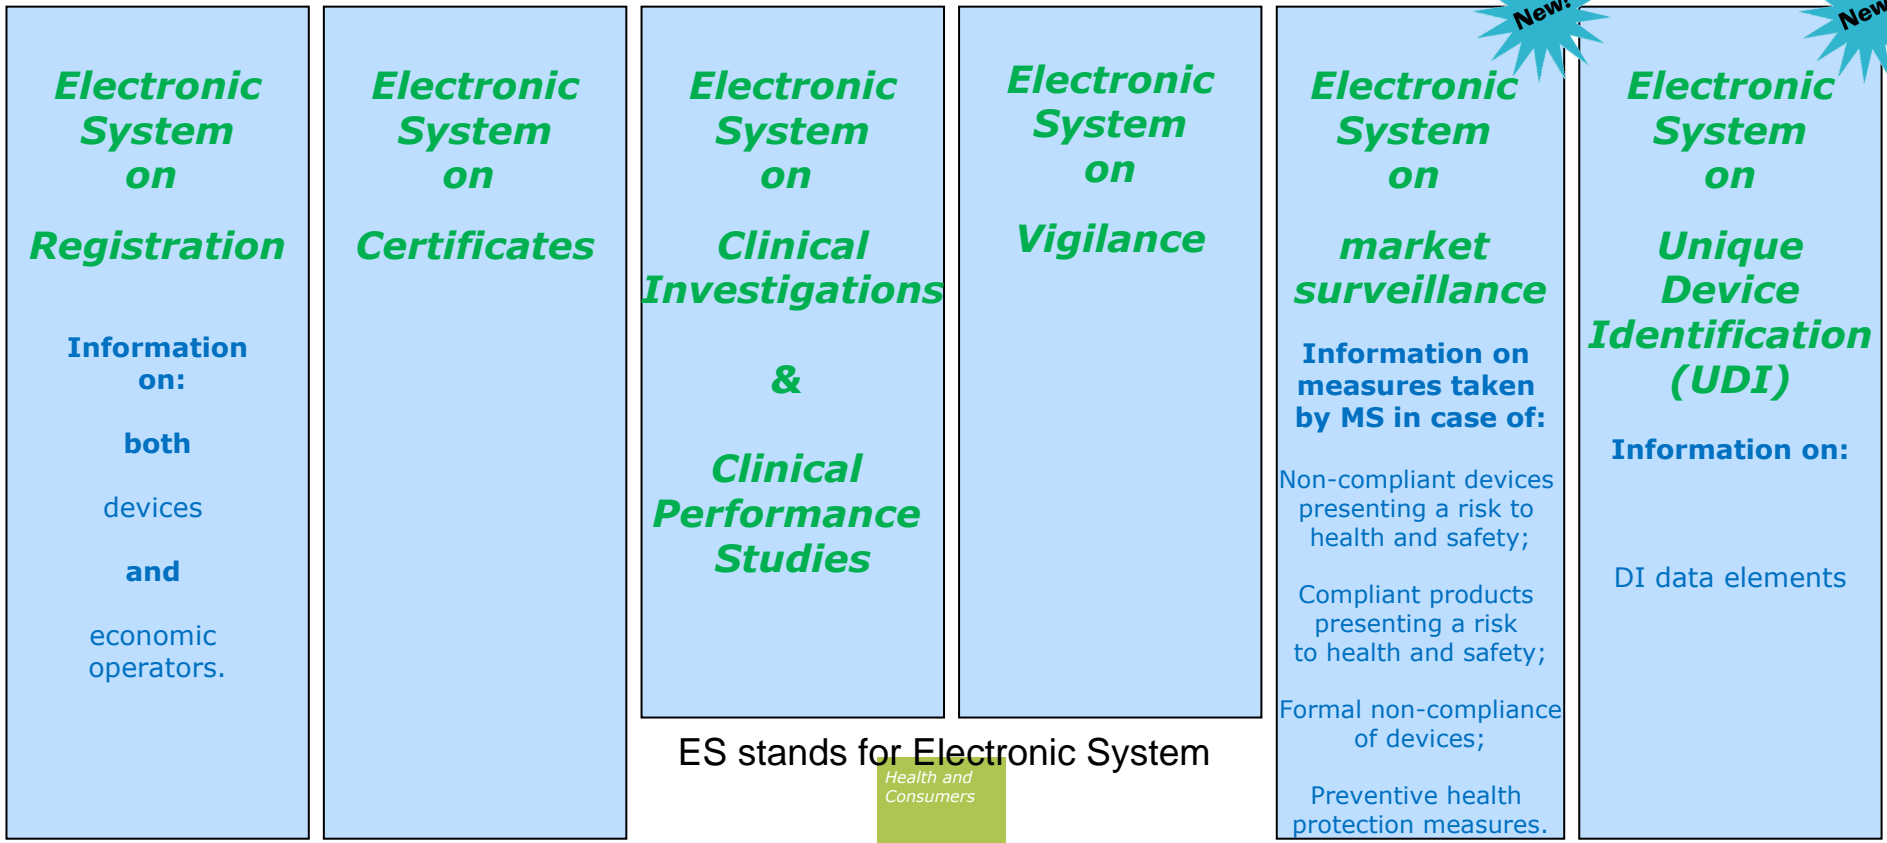 Electronic
System
on
Registration
Information
on:
both
devices
and
economic
operators.
Electronic
System
on
Certificates
Electronic
System
on
Clinical
Investigations
&
Clinical
Performance
Studies
Electronic
System
on
Vigilance
New!
Electronic
System
on
market
surveillance
Information on
measures taken
by MS in case of:
Non-compliant devices
presenting a risk to
health and safety;
Compliant products
presenting a risk
to health and safety;
Formal non-compliance
of devices;
Preventive health
protection measures.
New
Electronic
System
on
Unique
Device
Identification
(UDI)
Information on:
DI data elements
ES stands for Electronic System
Health and
Consumers